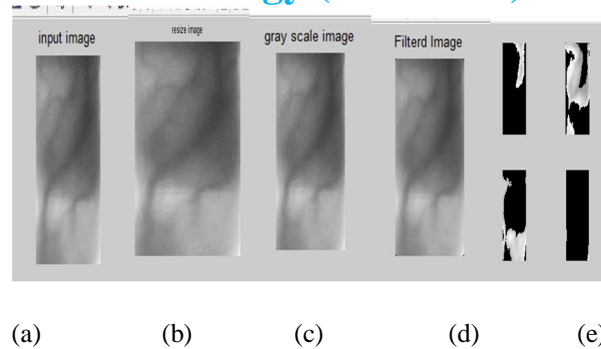 input image
resize image
gray scale image
Filterd Image
(a) (b) (c) (d) (e)